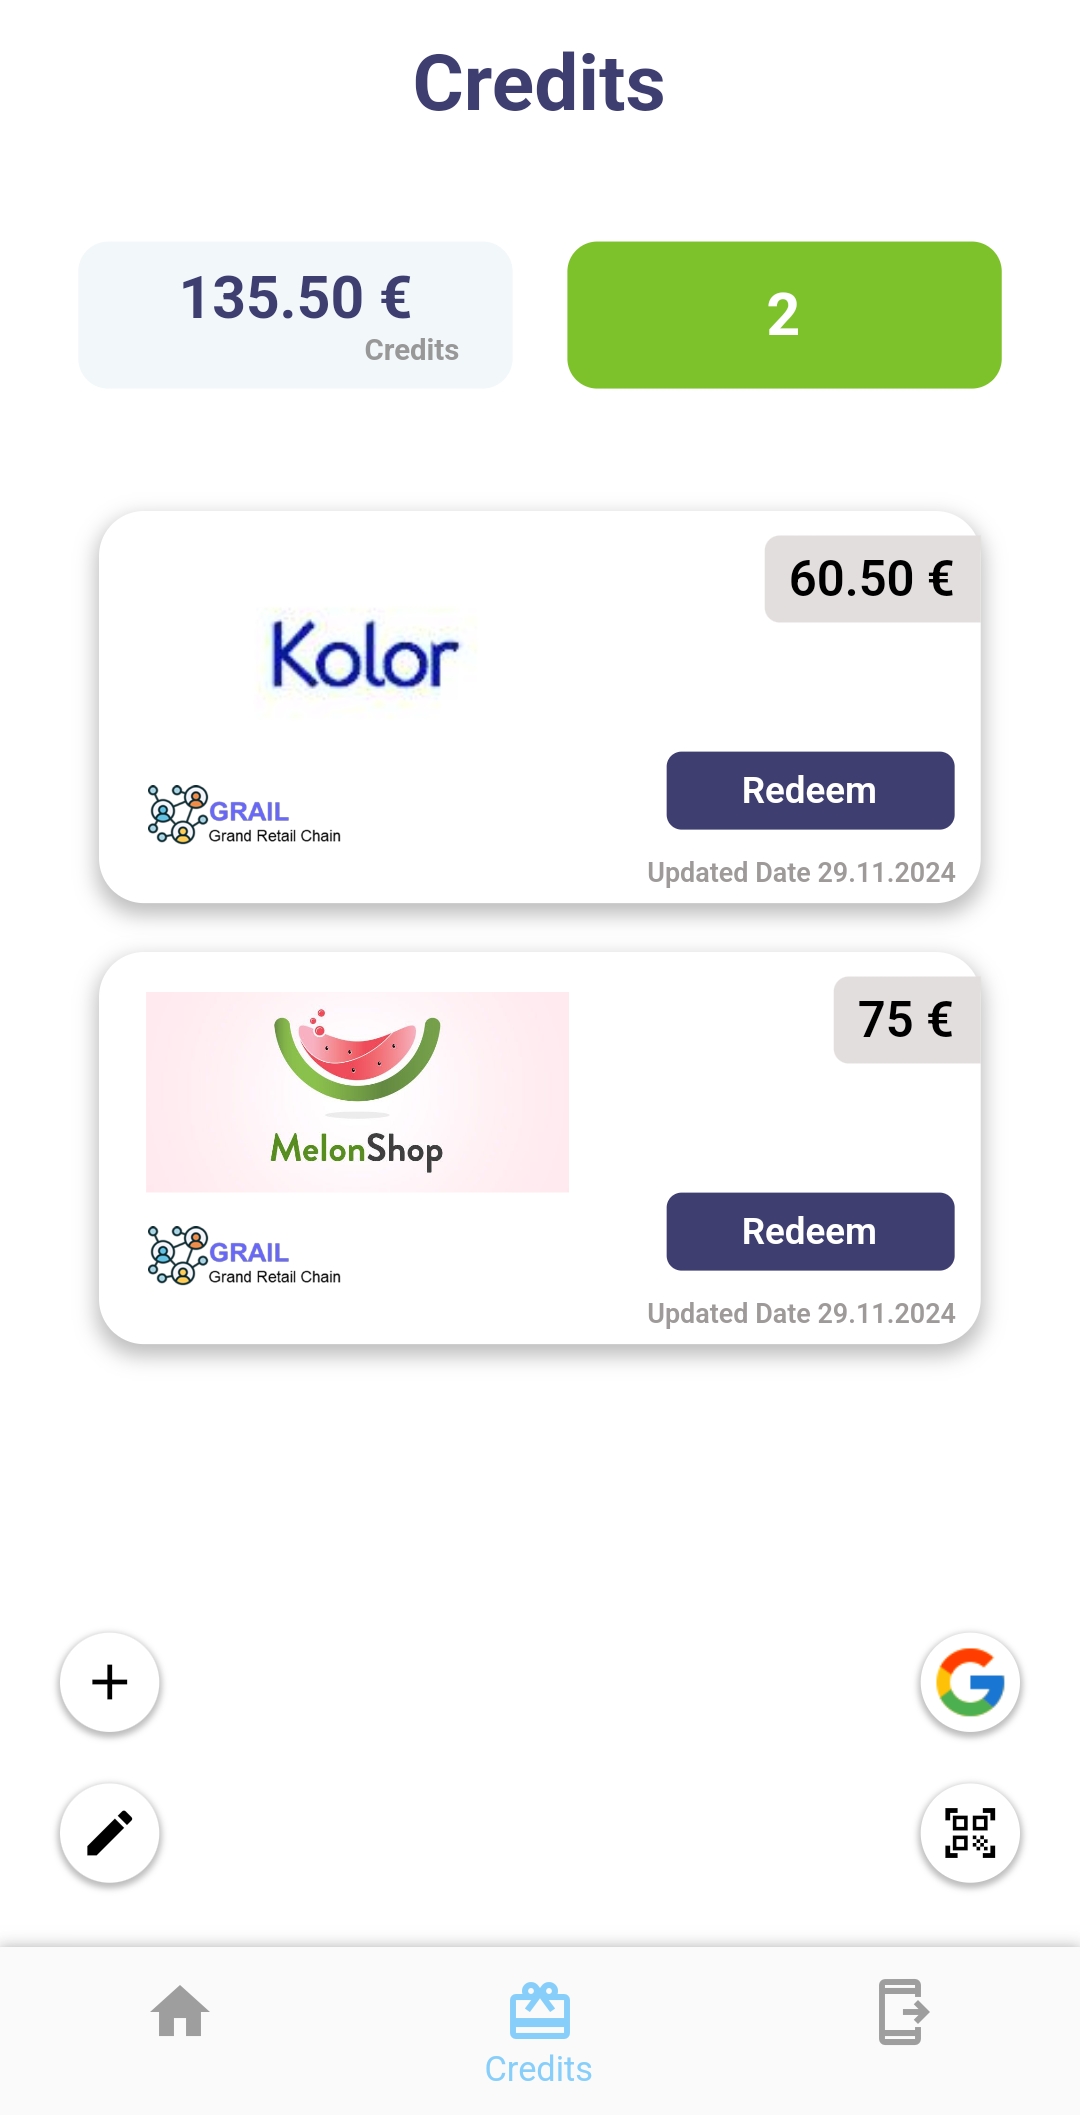 Credits
135.50 €
Credits
2
60.50 €
Kolor
Redeem
GRAIL
Grand Retail Chain
Updated Date 29.11.2024
75 €
MelonShop
Redeem
GRAIL
Grand Retail Chain
Updated Date 29.11.2024
Credits